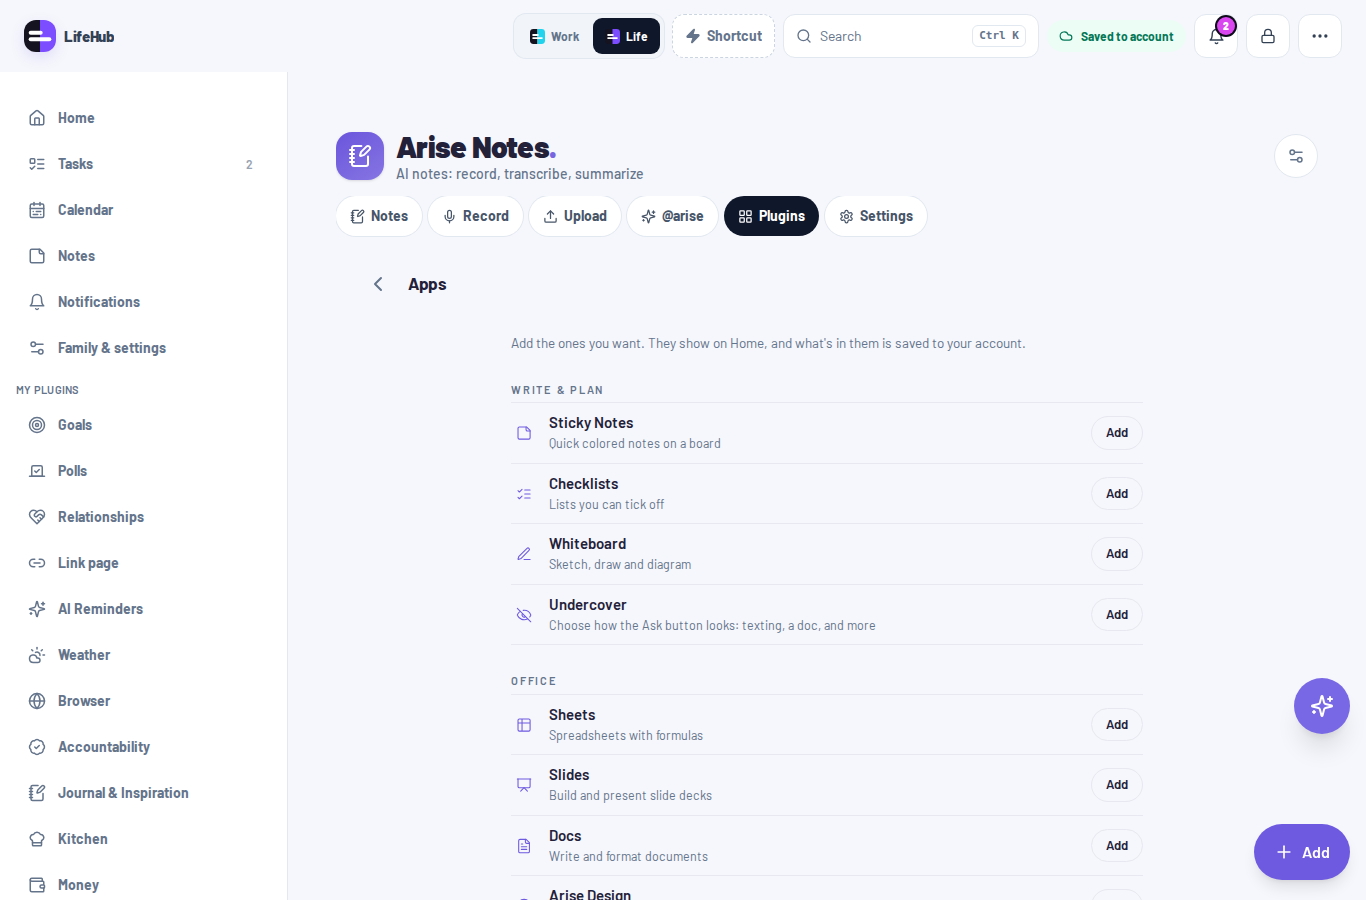 LifeHub
Work
Life
Shortcut
Search
Ctrl K
Saved to account
2
Home
Tasks
2
Calendar
Notes
Notifications
Family & settings
MY PLUGINS
Goals
Polls
Relationships
Link page
AI Reminders
Weather
Browser
Accountability
Journal & Inspiration
Kitchen
Money
Arise Notes.
AI notes: record, transcribe, summarize
Notes
Record
Upload
@arise
Plugins
Settings
Apps
Add the ones you want. They show on Home, and what's in them is saved to your account.
WRITE & PLAN
Sticky Notes
Quick colored notes on a board
Add
Checklists
Lists you can tick off
Add
Whiteboard
Sketch, draw and diagram
Add
Undercover
Choose how the Ask button looks: texting, a doc, and more
Add
OFFICE
Sheets
Spreadsheets with formulas
Add
Slides
Build and present slide decks
Add
Docs
Write and format documents
Add
Arise Design
Add